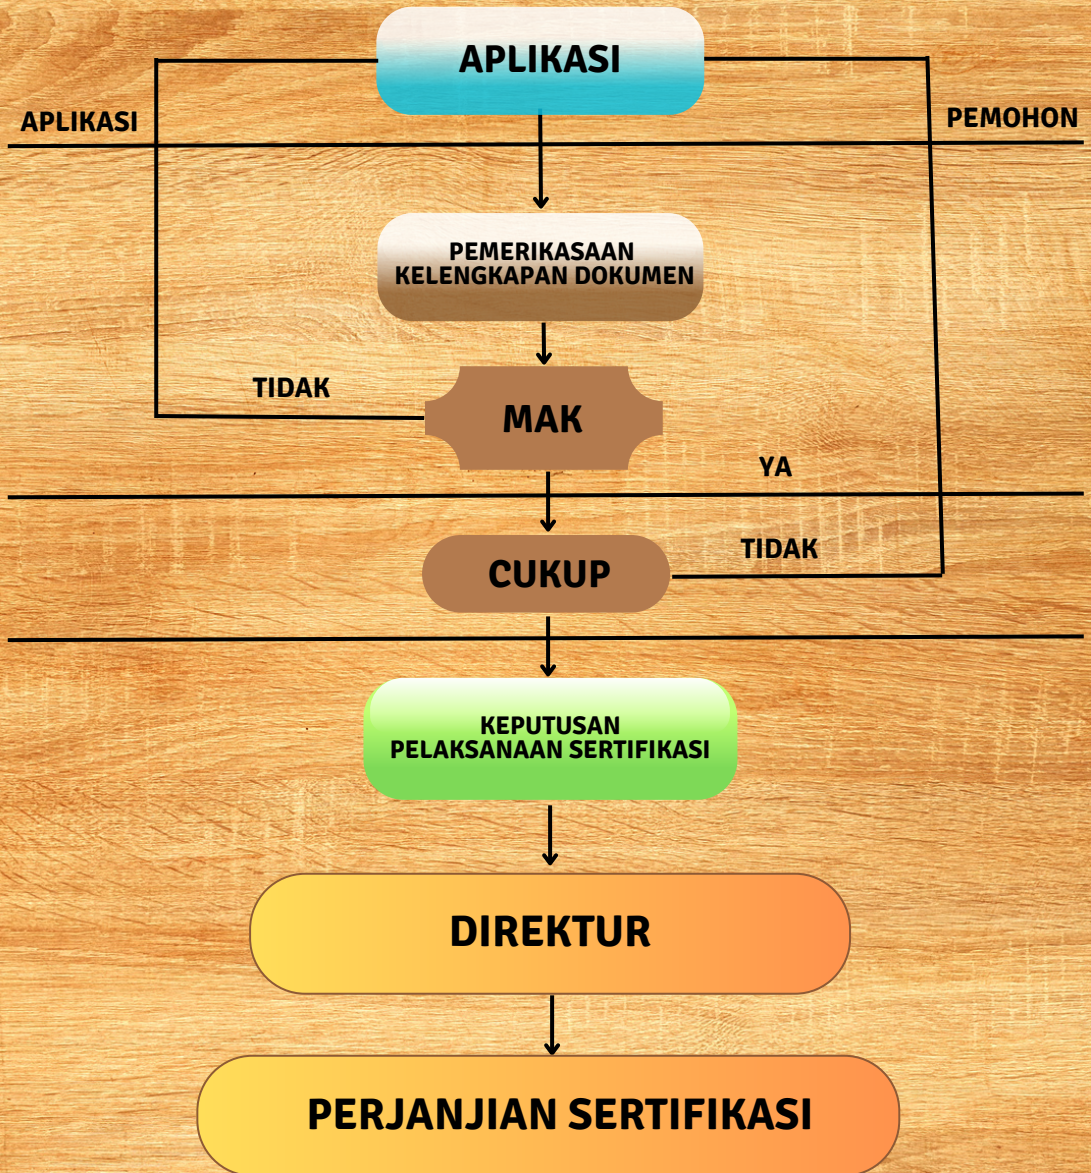 APLIKASI
APLIKASI
PEMOHON
PEMERIKASAAN
KELENGKAPAN DOKUMEN
TIDAK
MAK
YA
TIDAK
CUKUP
KEPUTUSAN
PELAKSANAAN SERTIFIKASI
DIREKTUR
PERJANJIAN SERTIFIKASI